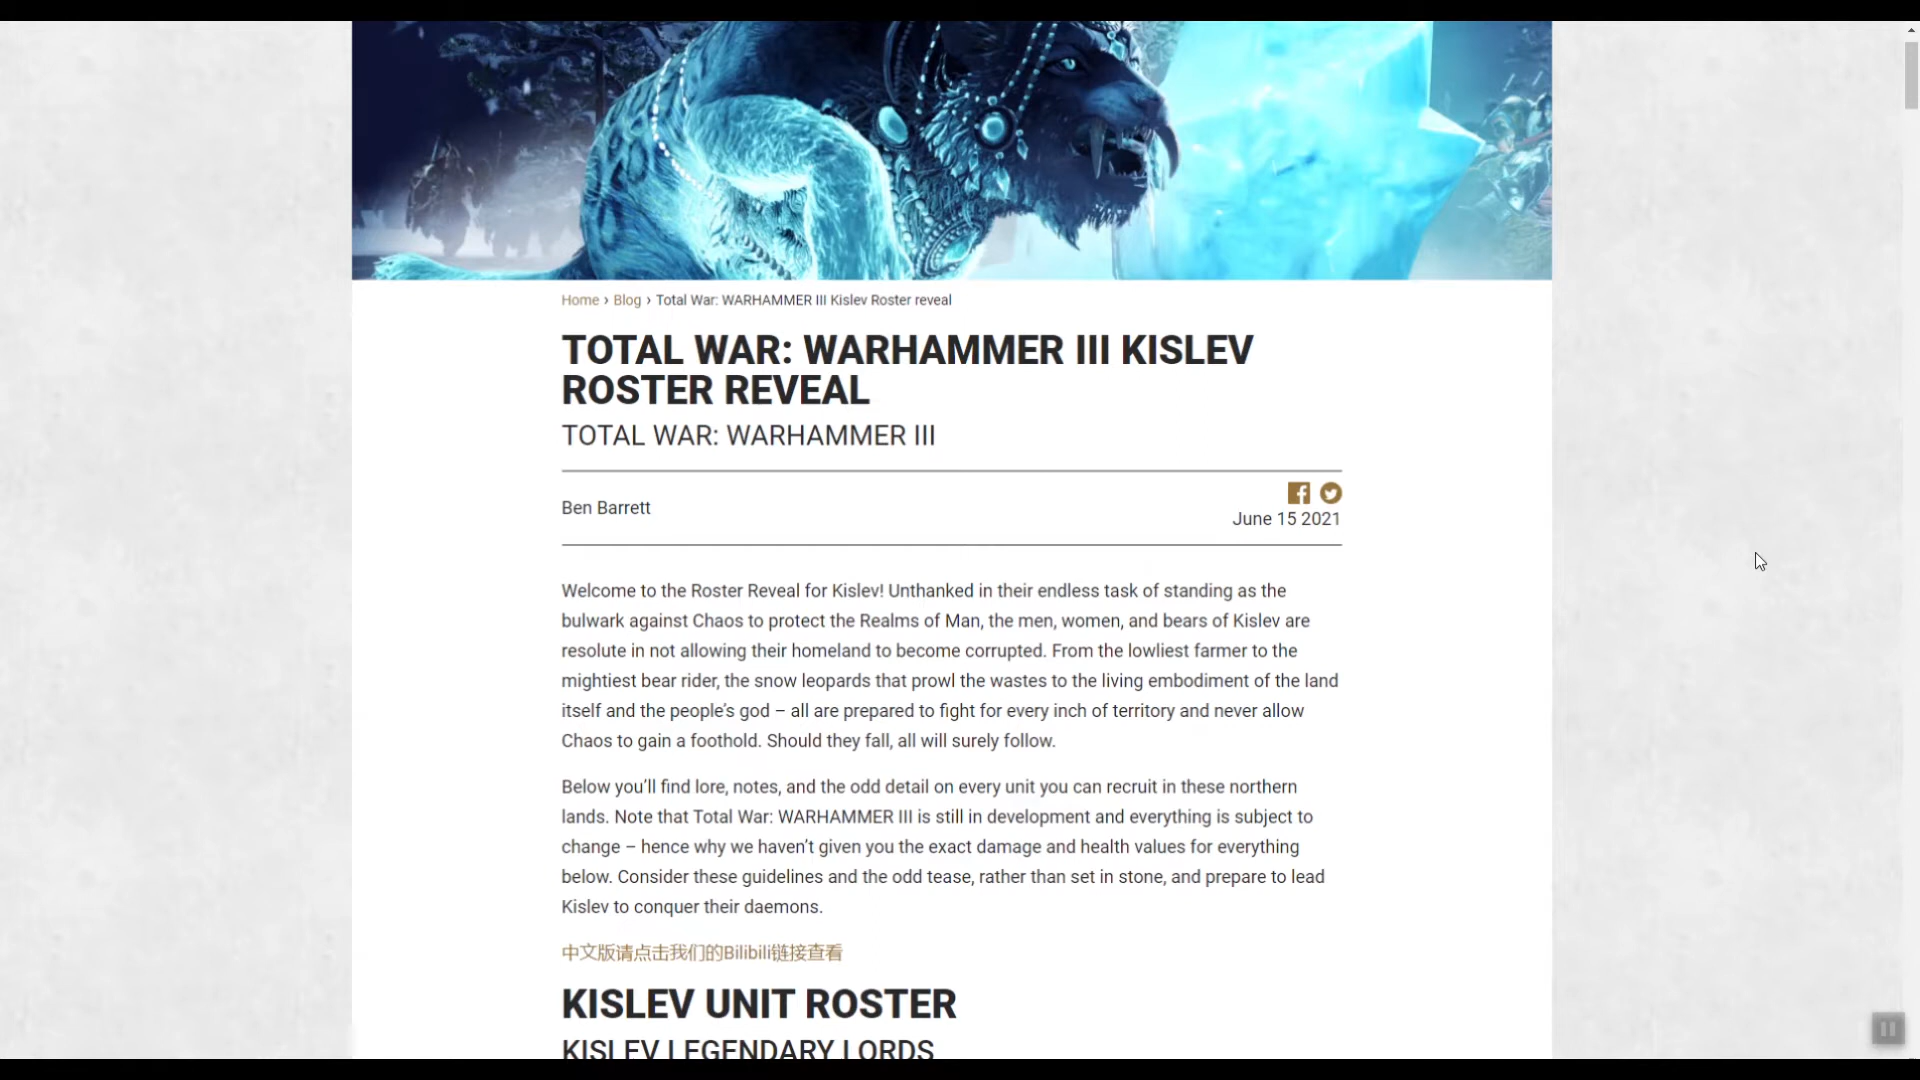 Home › Blog › Total War: WARHAMMER III Kislev Roster reveal
TOTAL WAR: WARHAMMER III KISLEV
ROSTER REVEAL
TOTAL WAR: WARHAMMER III
Ben Barrett
June 15 2021
Welcome to the Roster Reveal for Kislev! Unthanked in their endless task of standing as the
bulwark against Chaos to protect the Realms of Man, the men, women, and bears of Kislev are
resolute in not allowing their homeland to become corrupted. From the lowliest farmer to the
mightiest bear rider, the snow leopards that prowl the wastes to the living embodiment of the land
itself and the people’s god – all are prepared to fight for every inch of territory and never allow
Chaos to gain a foothold. Should they fall, all will surely follow.
Below you’ll find lore, notes, and the odd detail on every unit you can recruit in these northern
lands. Note that Total War: WARHAMMER III is still in development and everything is subject to
change – hence why we haven’t given you the exact damage and health values for everything
below. Consider these guidelines and the odd tease, rather than set in stone, and prepare to lead
Kislev to conquer their daemons.
中文版请点击我们的Bilibili链接查看
KISLEV UNIT ROSTER
KISLEV LEGENDARY LORDS